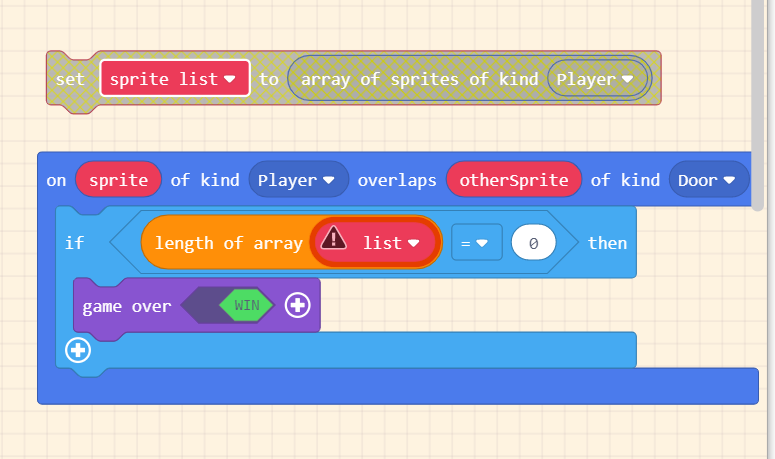 set sprite list to array of sprites of kind Player
on sprite of kind Player overlaps otherSprite of kind Door
if length of array list = 0 then
game over WIN